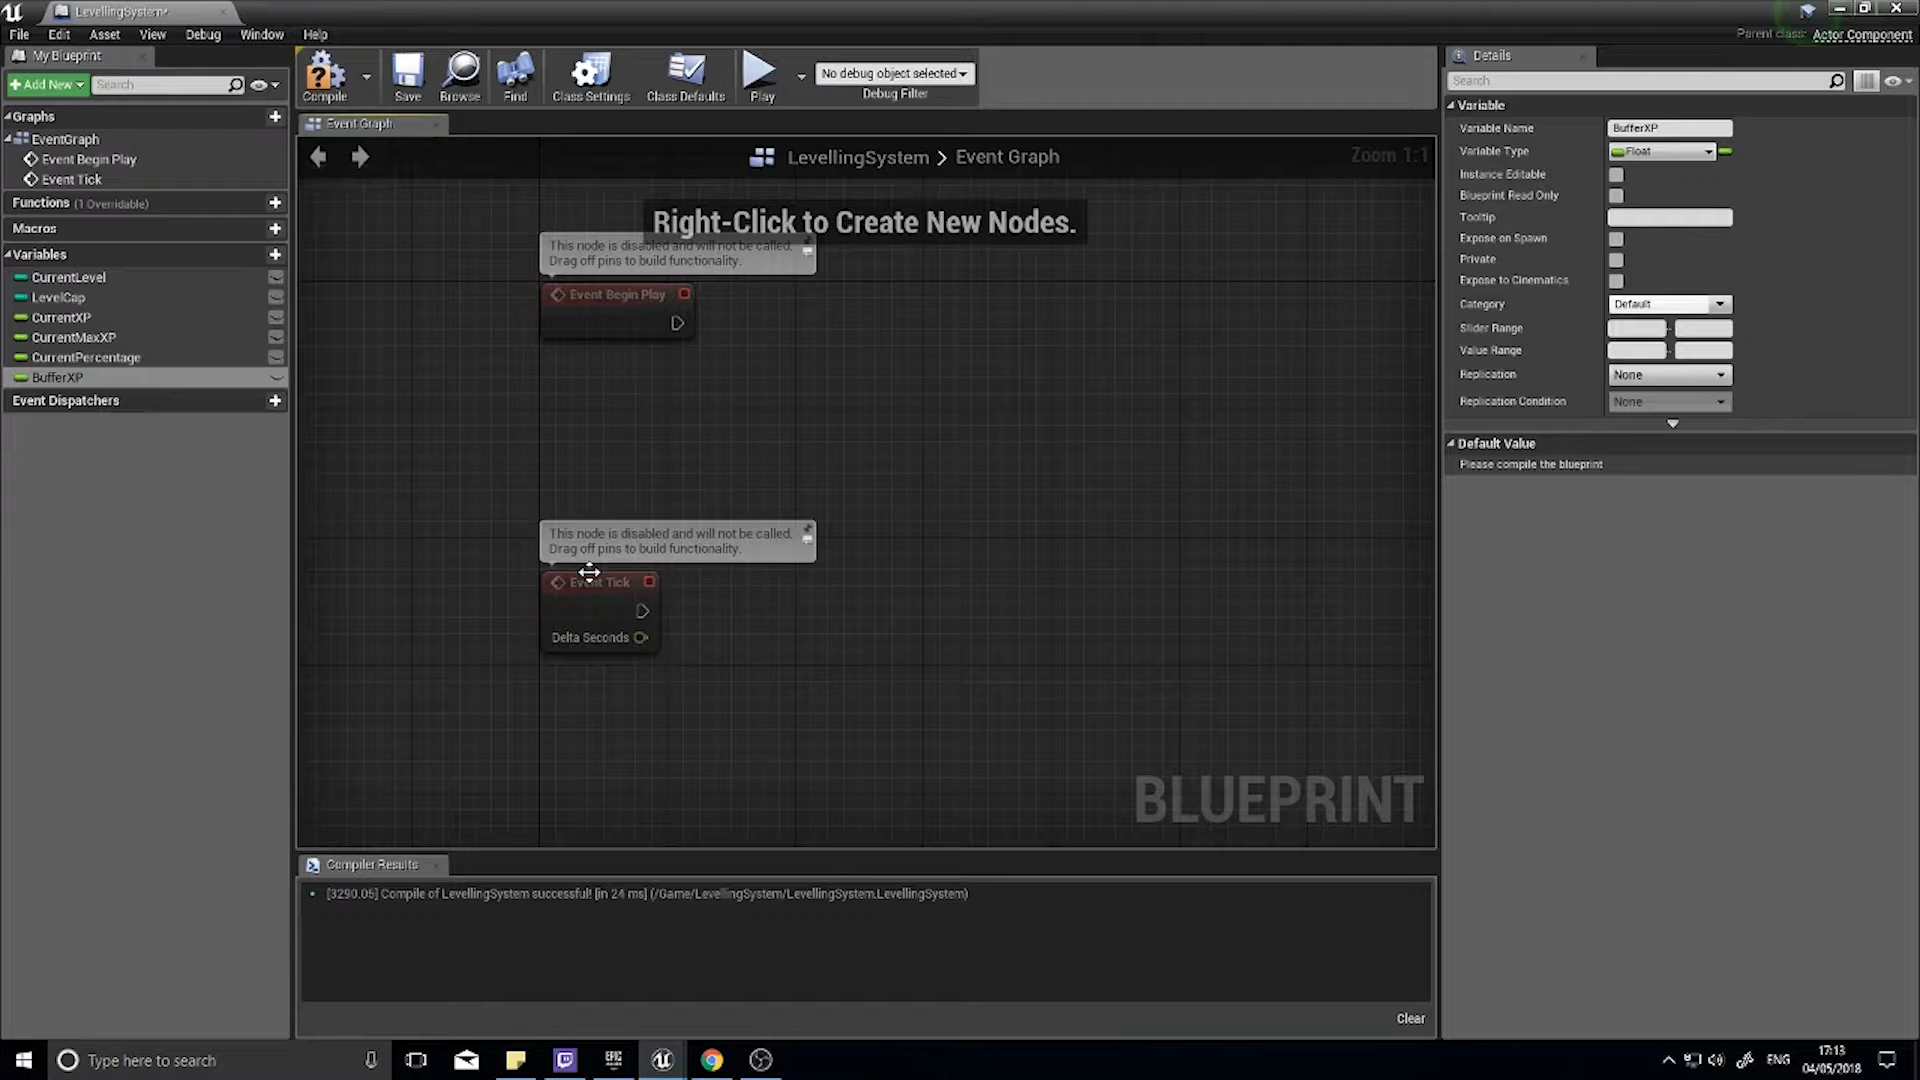 LevellingSystem*
File Edit Asset View Debug Window Help
Parent class: Actor Component
My Blueprint
Add New Search
Graphs
EventGraph
Event Begin Play
Event Tick
Functions (1 Overridable)
Macros
Variables
CurrentLevel
LevelCap
CurrentXP
CurrentMaxXP
CurrentPercentage
BufferXP
Event Dispatchers
Compile Save Browse Find Class Settings Class Defaults Play
No debug object selected
Debug Filter
Event Graph
LevellingSystem > Event Graph
Zoom 1:1
Right-Click to Create New Nodes.
This node is disabled and will not be called.
Drag off pins to build functionality.
Event Begin Play
This node is disabled and will not be called.
Drag off pins to build functionality.
Event Tick
Delta Seconds
BLUEPRINT
Compiler Results
[3290.05] Compile of LevellingSystem successful! [in 24 ms] (/Game/LevellingSystem/LevellingSystem.LevellingSystem)
Clear
Details
Search
Variable
Variable Name BufferXP
Variable Type Float
Instance Editable
Blueprint Read Only
Tooltip
Expose on Spawn
Private
Expose to Cinematics
Category Default
Slider Range
Value Range
Replication None
Replication Condition None
Default Value
Please compile the blueprint
Type here to search
EPIC
ENG
17:13
04/05/2018